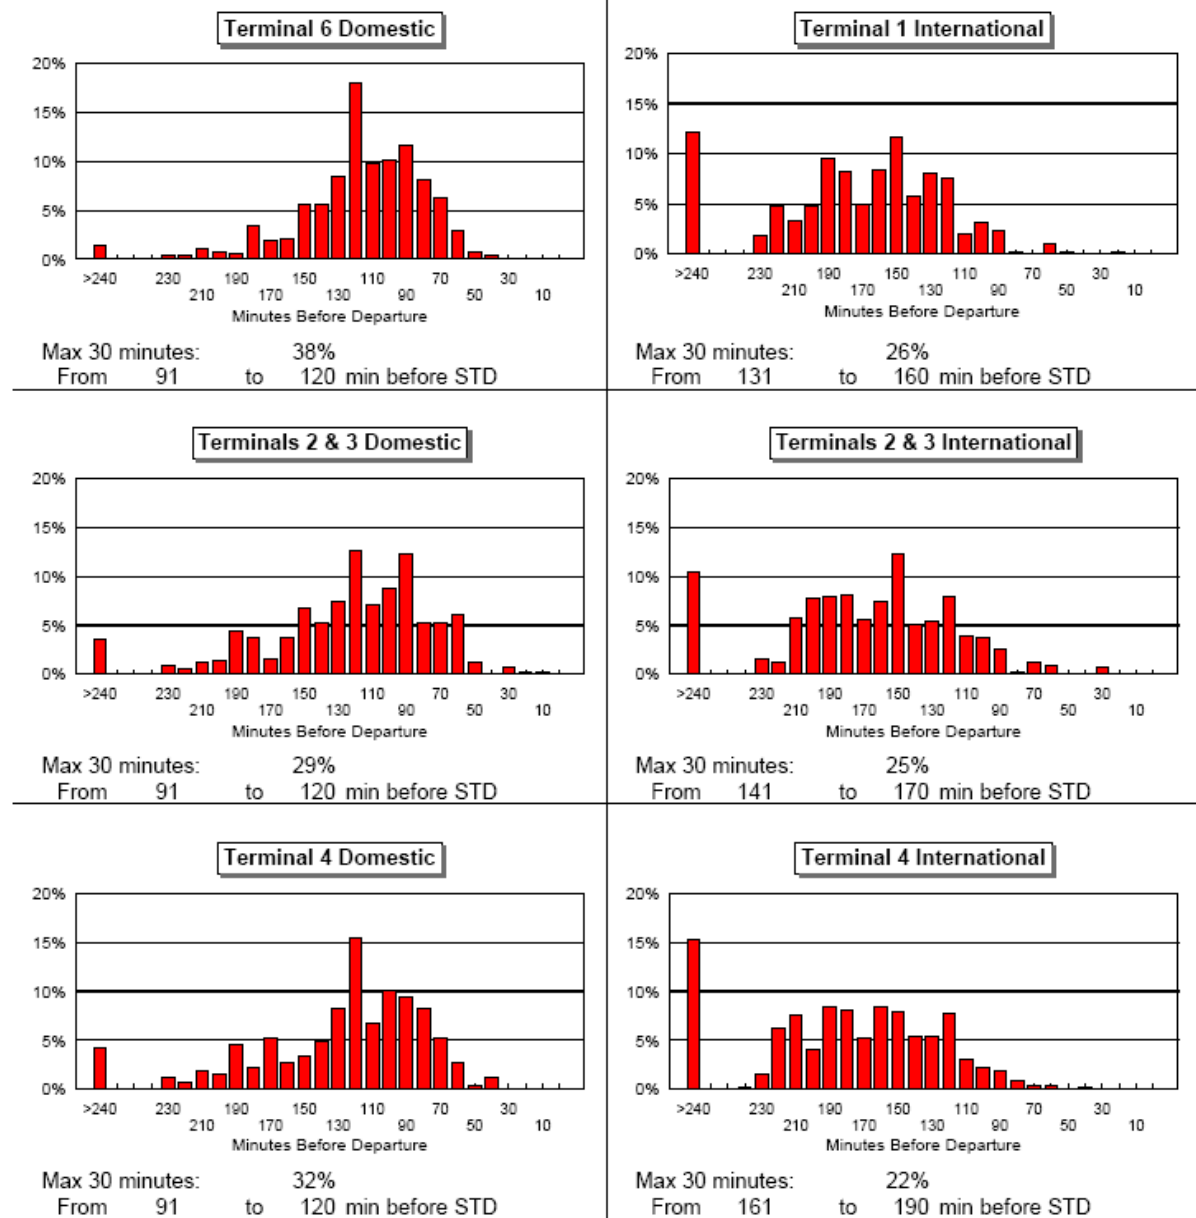 Terminal 6 Domestic
20%
15%
10%
5%
0%
>240 230 190 150 110 70 30
210 170 130 90 50 10
Minutes Before Departure
Max 30 minutes: 38%
From 91 to 120 min before STD
Terminal 1 International
20%
15%
10%
5%
0%
>240 230 190 150 110 70 30
210 170 130 90 50 10
Minutes Before Departure
Max 30 minutes: 26%
From 131 to 160 min before STD
Terminals 2 & 3 Domestic
20%
15%
10%
5%
0%
>240 230 190 150 110 70 30
210 170 130 90 50 10
Minutes Before Departure
Max 30 minutes: 29%
From 91 to 120 min before STD
Terminals 2 & 3 International
20%
15%
10%
5%
0%
>240 230 190 150 110 70 30
210 170 130 90 50 10
Minutes Before Departure
Max 30 minutes: 25%
From 141 to 170 min before STD
Terminal 4 Domestic
20%
15%
10%
5%
0%
>240 230 190 150 110 70 30
210 170 130 90 50 10
Minutes Before Departure
Max 30 minutes: 32%
From 91 to 120 min before STD
Terminal 4 International
20%
15%
10%
5%
0%
>240 230 190 150 110 70 30
210 170 130 90 50 10
Minutes Before Departure
Max 30 minutes: 22%
From 161 to 190 min before STD